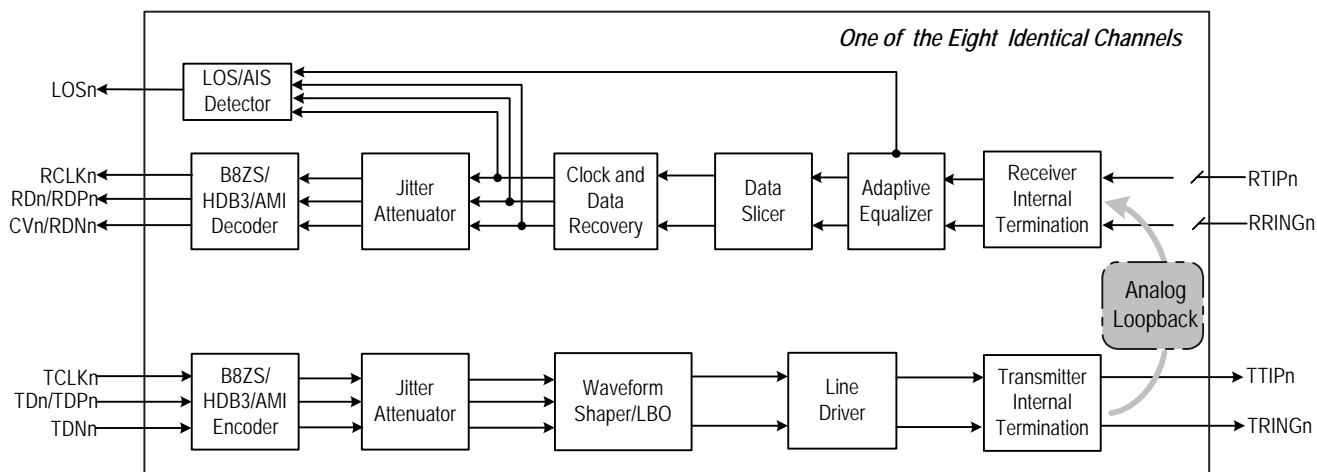 One of the Eight Identical Channels
LOSn
LOS/AIS
Detector
RCLKn
RDn/RDPn
CVn/RDNn
B8ZS/
HDB3/AMI
Decoder
Jitter
Attenuator
Clock and
Data
Recovery
Data
Slicer
Adaptive
Equalizer
Receiver
Internal
Termination
RTIPn
RRINGn
Analog
Loopback
TCLKn
TDn/TDPn
TDNn
B8ZS/
HDB3/AMI
Encoder
Jitter
Attenuator
Waveform
Shaper/LBO
Line
Driver
Transmitter
Internal
Termination
TTIPn
TRINGn